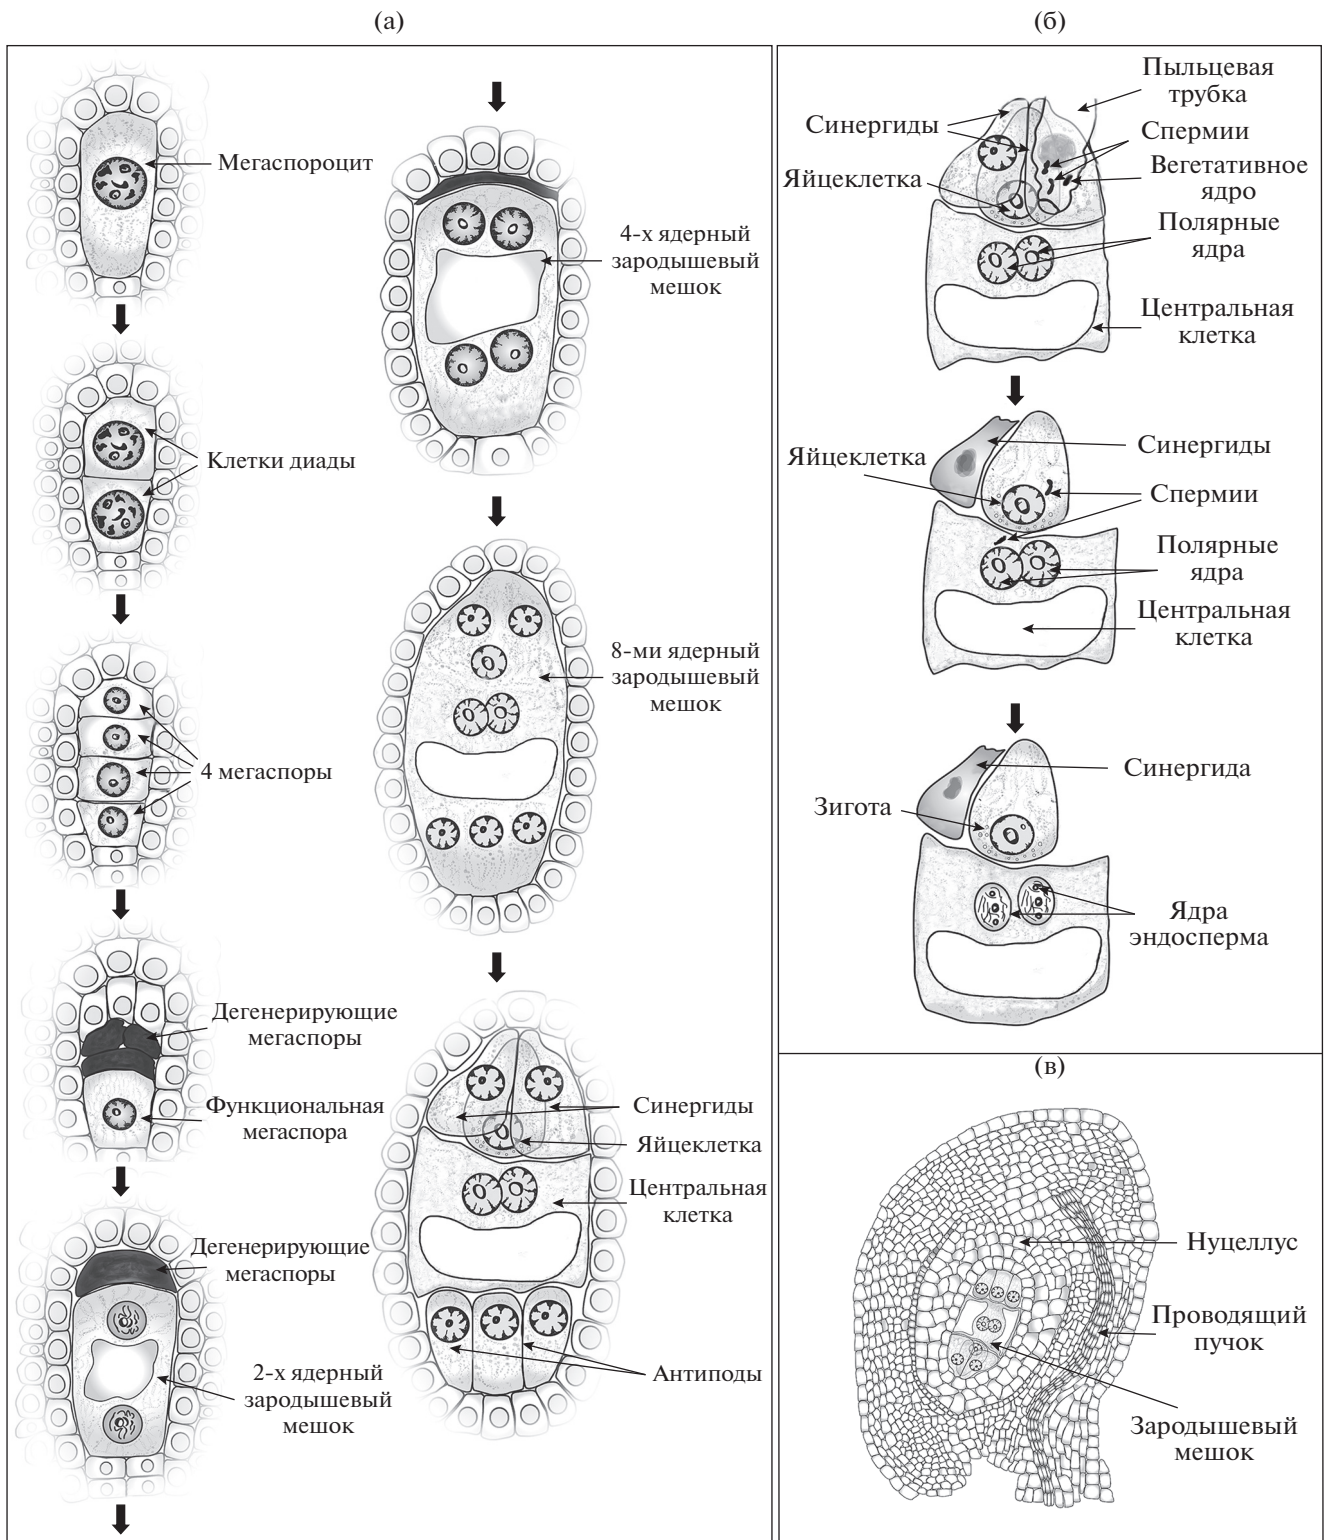 (а)
Мегаспороцит
Клетки диады
4 мегаспоры
Дегенерирующие
мегаспоры
Функциональная
мегаспора
Дегенерирующие
мегаспоры
2-х ядерный
зародышевый
мешок
4-х ядерный
зародышевый
мешок
8-ми ядерный
зародышевый
мешок
Синергиды
Яйцеклетка
Центральная
клетка
Антиподы
(б)
Пыльцевая
трубка
Синергиды
Спермии
Яйцеклетка
Вегетативное
ядро
Полярные
ядра
Центральная
клетка
Синергиды
Яйцеклетка
Спермии
Полярные
ядра
Центральная
клетка
Синергида
Зигота
Ядра
эндосперма
(в)
Нуцеллус
Проводящий
пучок
Зародышевый
мешок